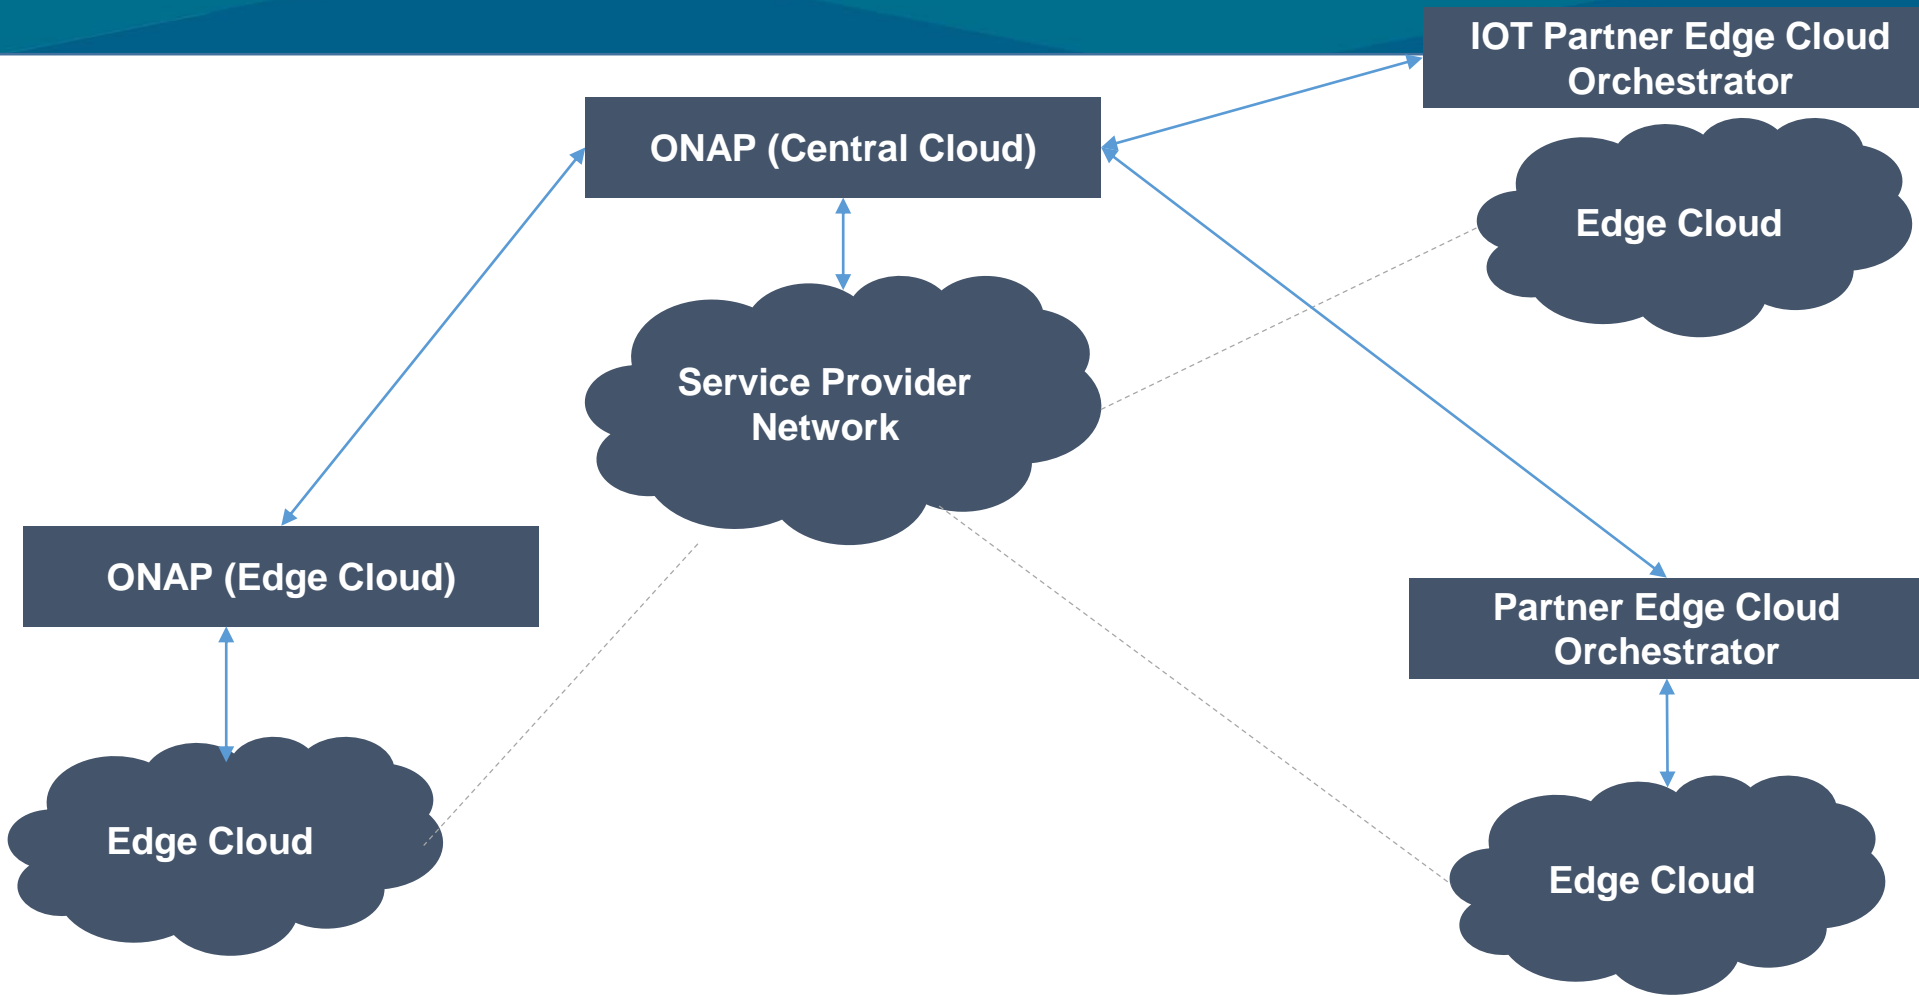 IOT Partner Edge Cloud
Orchestrator
ONAP (Central Cloud)
Edge Cloud
Service Provider
Network
ONAP (Edge Cloud)
Partner Edge Cloud
Orchestrator
Edge Cloud
Edge Cloud